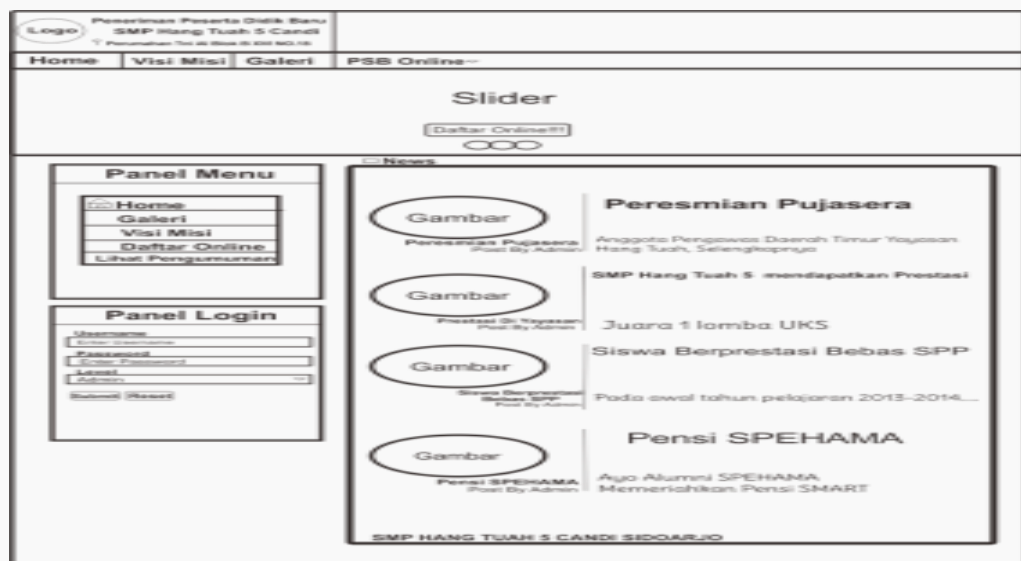 Logo
Peneriman Peserta Didik Baru
SMP Hang Tuah 5 Candi
Perumahan Tni Al Blok
Home
Visi Misi
Galeri
PSB Online
Slider
Daftar Online!!!
News
Panel Menu
Home
Galeri
Visi Misi
Daftar Online
Lihat Pengumuman
Panel Login
Username
Enter Username
Password
Enter Password
Level
Admin
Submit
Reset
Gambar
Peresmian Pujasera
Post By Admin
Peresmian Pujasera
Anggota Pengawas Daerah Timur Yayasan
Hang Tuah, Selengkapnya
Gambar
Prestasi Di Yayasan
Post By Admin
SMP Hang Tuah 5 mendapatkan Prestasi
Juara 1 lomba UKS
Gambar
Siswa Berprestasi
Bebas SPP
Post By Admin
Siswa Berprestasi Bebas SPP
Pada awal tahun pelajaran 2013-2014....
Gambar
Pensi SPEHAMA
Post By Admin
Pensi SPEHAMA
Ayo Alumni SPEHAMA
Memeriahkan Pensi SMART
SMP HANG TUAH 5 CANDI SIDOARJO